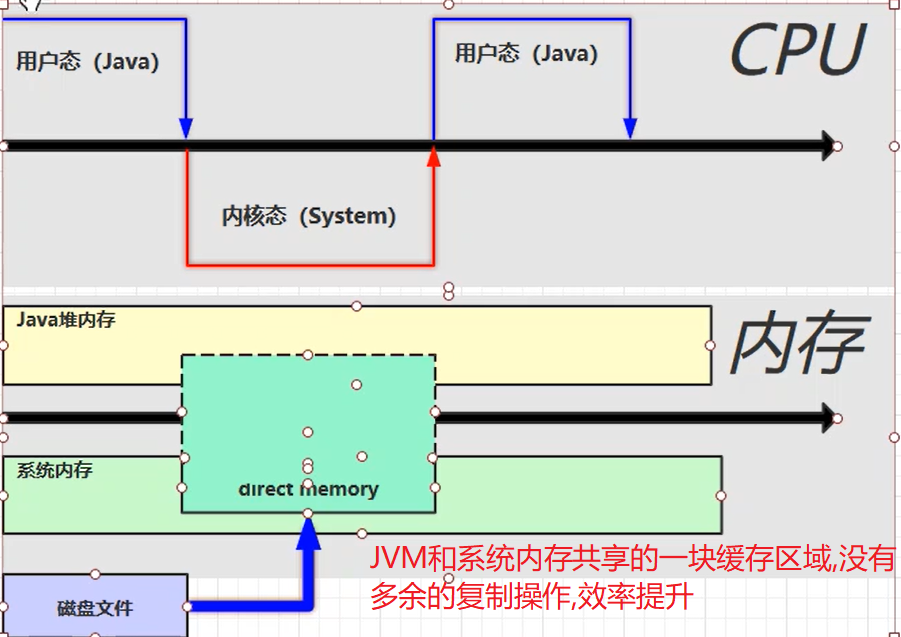 用户态（Java）
用户态（Java）
CPU
内核态（System）
Java堆内存
内存
系统内存
direct memory
JVM和系统内存共享的一块缓存区域,没有
多余的复制操作,效率提升
磁盘文件